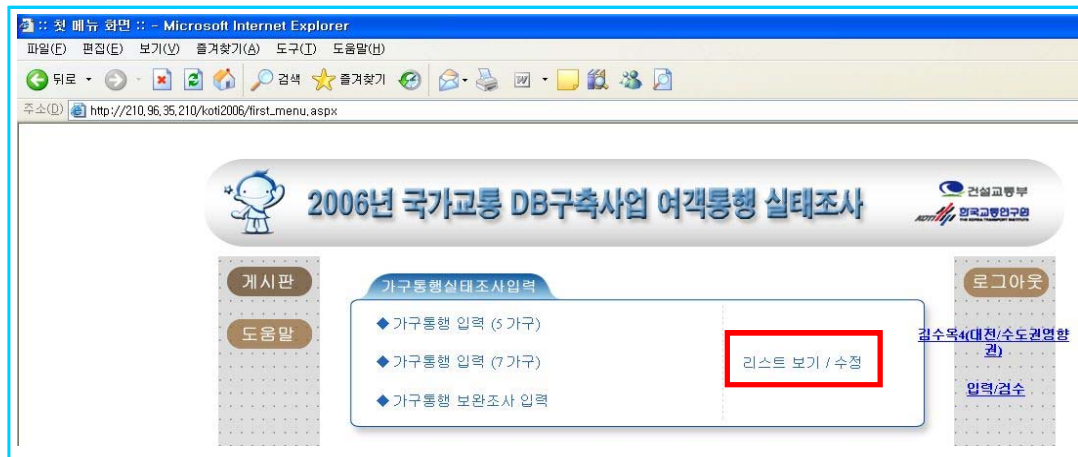 :: 첫 메뉴 화면 :: - Microsoft Internet Explorer
파일(F) 편집(E) 보기(V) 즐겨찾기(A) 도구(T) 도움말(H)
뒤로 검색 즐겨찾기
주소(D) http://210.96.35.210/koti2006/first_menu.aspx
2006년 국가교통 DB구축사업 여객통행 실태조사
건설교통부
KOTI 한국교통연구원
THE KOREA TRANSPORT INSTITUTE
게시판
가구통행실태조사입력
로그아웃
◆ 가구통행 입력 (5 가구)
도움말
김수옥4(대전/수도권영향
권)
◆ 가구통행 입력 (7 가구)
리스트 보기 / 수정
입력/검수
◆ 가구통행 보완조사 입력